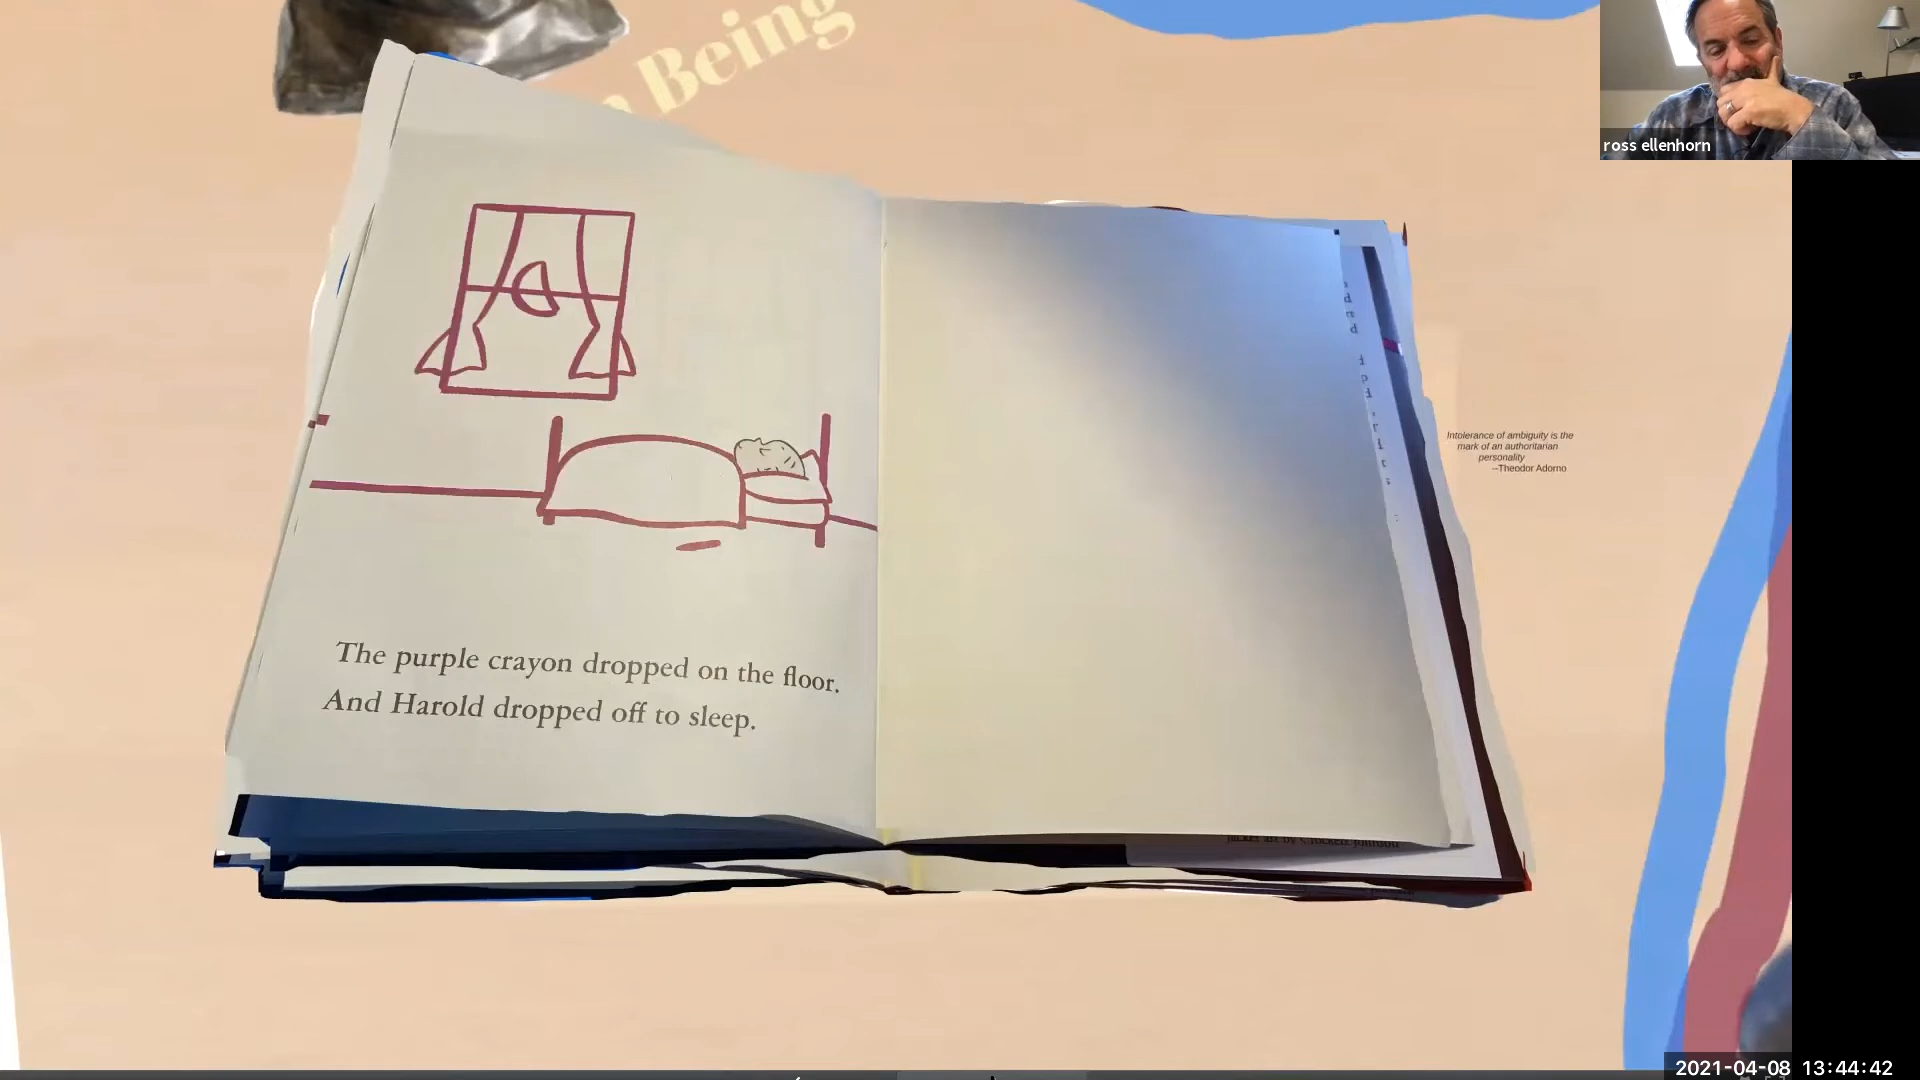 Being
ross ellenhorn
Intolerance of ambiguity is the
mark of an authoritarian
personality
--Theodor Adorno
The purple crayon dropped on the floor.
And Harold dropped off to sleep.
2021-04-08 13:44:42